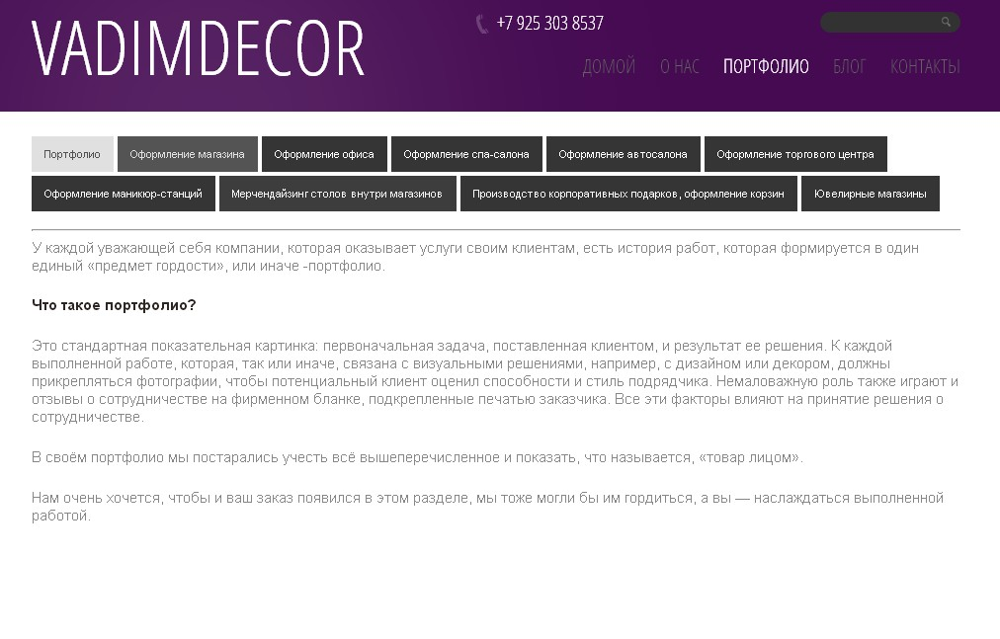 VADIMDECOR
+7 925 303 8537
ДОМОЙ О НАС ПОРТФОЛИО БЛОГ КОНТАКТЫ
Портфолио Оформление магазина Оформление офиса Оформление спа-салона Оформление автосалона Оформление торгового центра
Оформление маникюр-станций Мерчендайзинг столов внутри магазинов Производство корпоративных подарков, оформление корзин Ювелирные магазины
У каждой уважающей себя компании, которая оказывает услуги своим клиентам, есть история работ, которая формируется в один
единый «предмет гордости», или иначе -портфолио.
Что такое портфолио?
Это стандартная показательная картинка: первоначальная задача, поставленная клиентом, и результат ее решения. К каждой
выполненной работе, которая, так или иначе, связана с визуальными решениями, например, с дизайном или декором, должны
прикрепляться фотографии, чтобы потенциальный клиент оценил способности и стиль подрядчика. Немаловажную роль также играют и
отзывы о сотрудничестве на фирменном бланке, подкрепленные печатью заказчика. Все эти факторы влияют на принятие решения о
сотрудничестве.
В своём портфолио мы постарались учесть всё вышеперечисленное и показать, что называется, «товар лицом».
Нам очень хочется, чтобы и ваш заказ появился в этом разделе, мы тоже могли бы им гордиться, а вы — наслаждаться выполненной
работой.